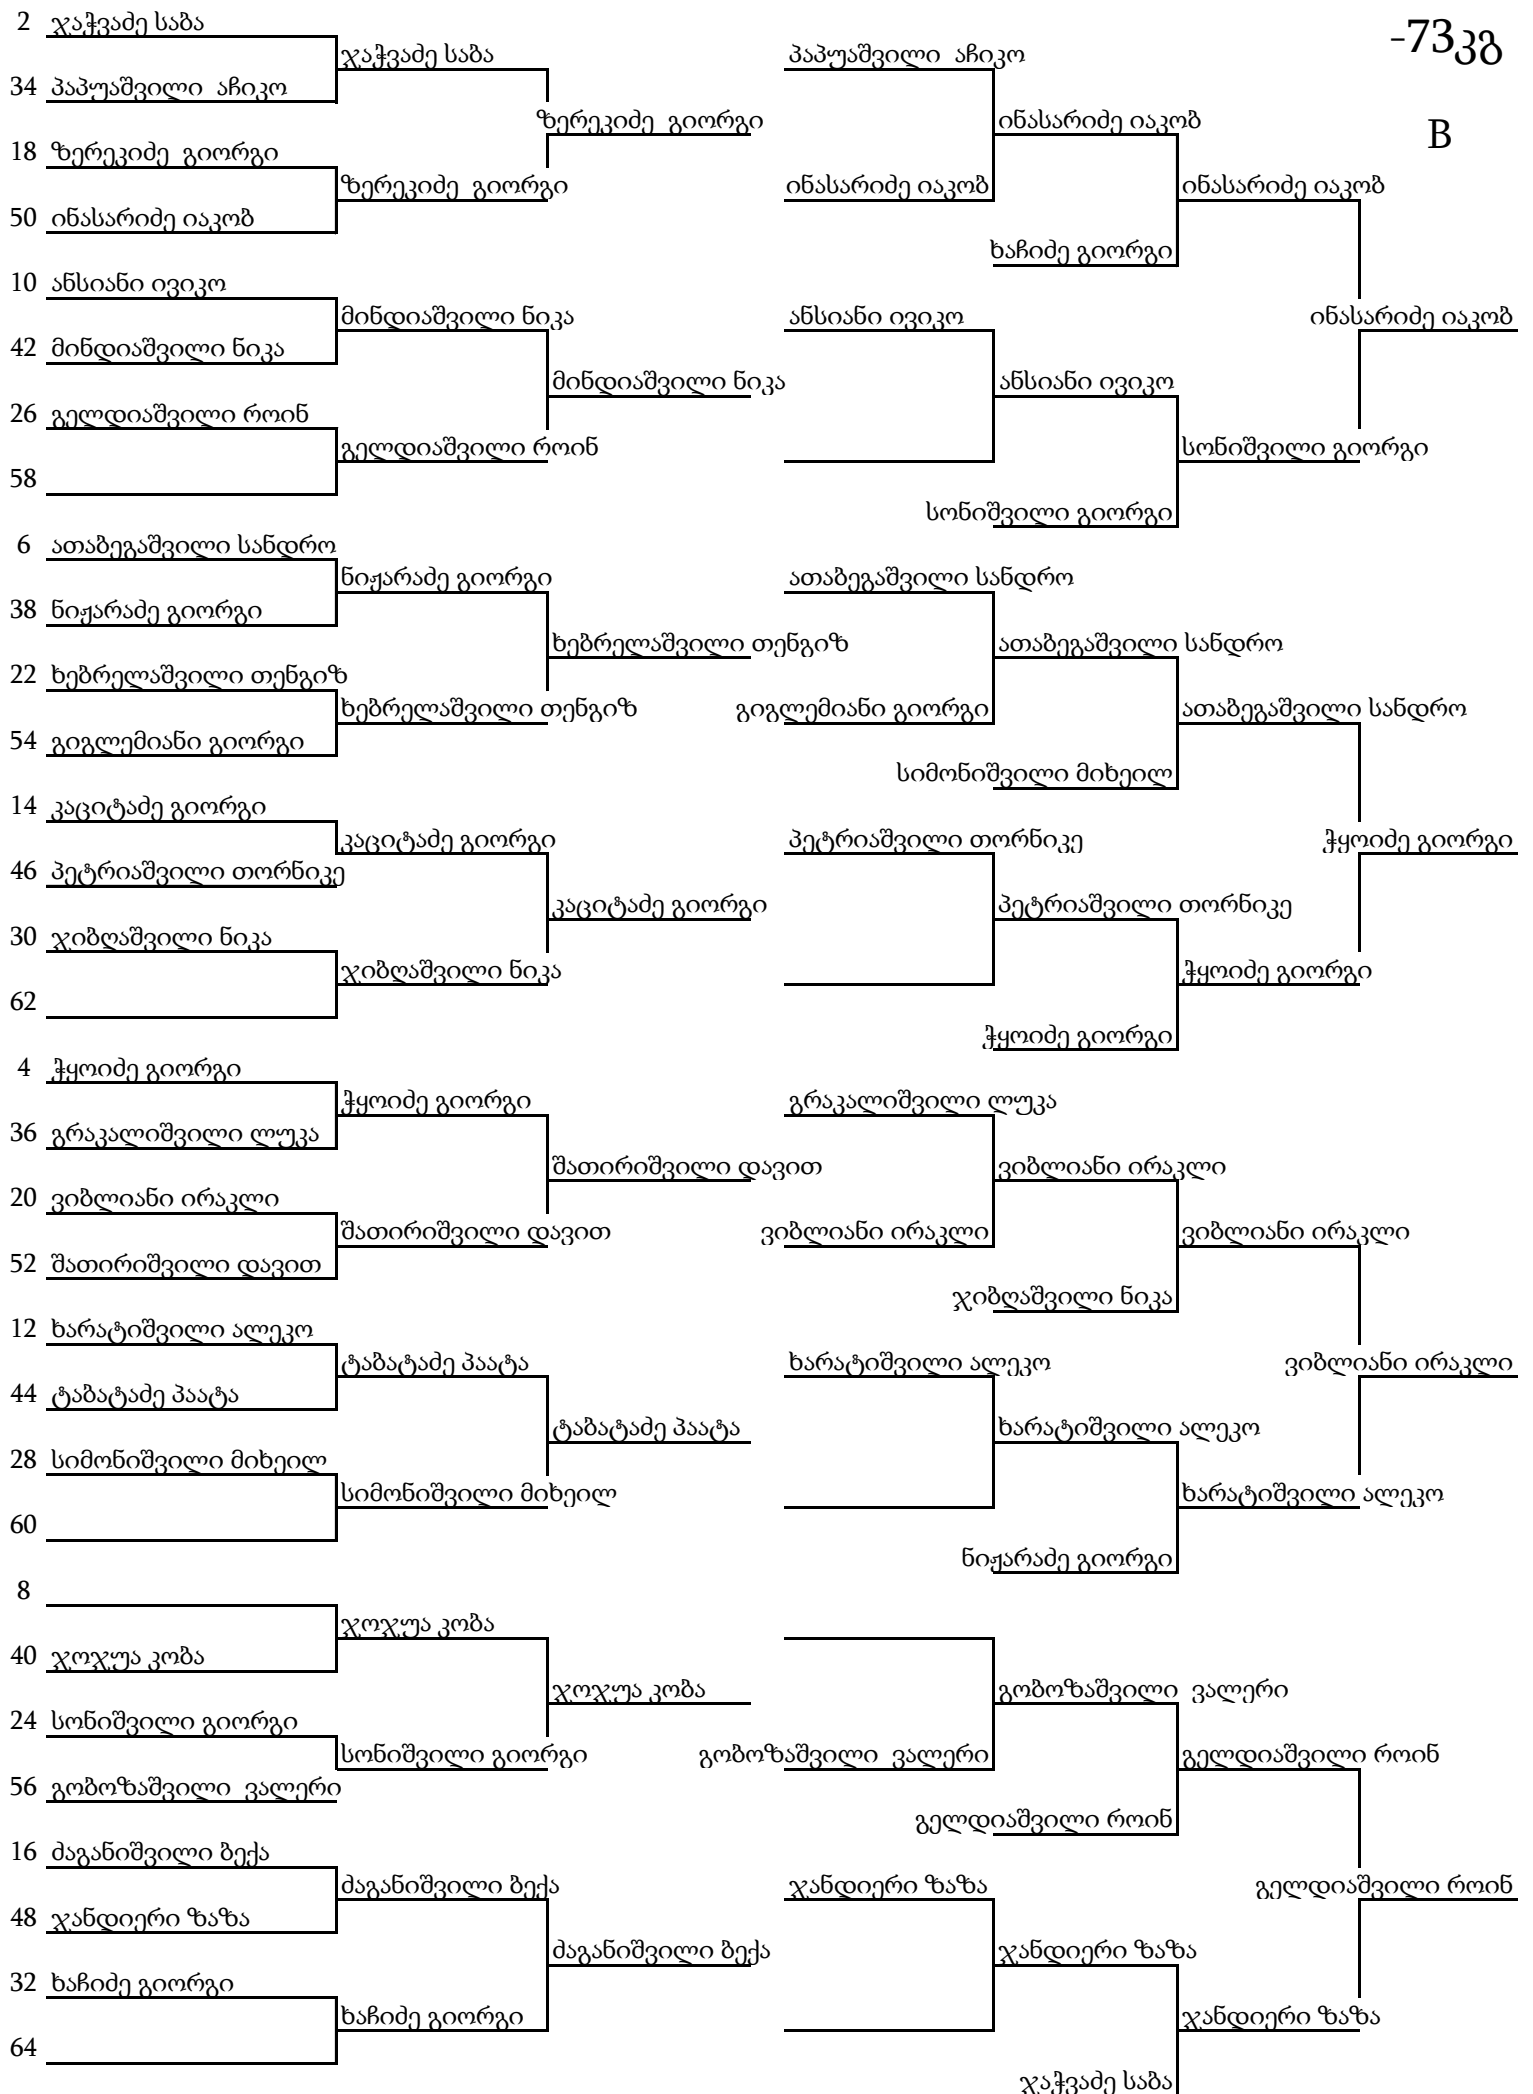 2 ჯაჭვაძე საბა
ჯაჭვაძე საბა
პაპუაშვილი აჩიკო
-73კგ
34 პაპუაშვილი აჩიკო
ზერეკიძე გიორგი
ინასარიძე იაკობ
B
18 ზერეკიძე გიორგი
ზერეკიძე გიორგი
ინასარიძე იაკობ
ინასარიძე იაკობ
50 ინასარიძე იაკობ
ხაჩიძე გიორგი
10 ანსიანი ივიკო
მინდიაშვილი ნიკა
ანსიანი ივიკო
ინასარიძე იაკობ
42 მინდიაშვილი ნიკა
მინდიაშვილი ნიკა
ანსიანი ივიკო
26 გელდიაშვილი როინ
გელდიაშვილი როინ
სონიშვილი გიორგი
58
სონიშვილი გიორგი
6 ათაბეგაშვილი სანდრო
ნიჟარაძე გიორგი
ათაბეგაშვილი სანდრო
38 ნიჟარაძე გიორგი
ხებრელაშვილი თენგიზ
ათაბეგაშვილი სანდრო
22 ხებრელაშვილი თენგიზ
ხებრელაშვილი თენგიზ
გიგლემიანი გიორგი
ათაბეგაშვილი სანდრო
54 გიგლემიანი გიორგი
სიმონიშვილი მიხეილ
14 კაციტაძე გიორგი
კაციტაძე გიორგი
პეტრიაშვილი თორნიკე
ჭყოიძე გიორგი
46 პეტრიაშვილი თორნიკე
კაციტაძე გიორგი
პეტრიაშვილი თორნიკე
30 ჯიბღაშვილი ნიკა
ჯიბღაშვილი ნიკა
ჭყოიძე გიორგი
62
ჭყოიძე გიორგი
4 ჭყოიძე გიორგი
ჭყოიძე გიორგი
გრაკალიშვილი ლუკა
36 გრაკალიშვილი ლუკა
შათირიშვილი დავით
ვიბლიანი ირაკლი
20 ვიბლიანი ირაკლი
შათირიშვილი დავით
ვიბლიანი ირაკლი
ვიბლიანი ირაკლი
52 შათირიშვილი დავით
ჯიბღაშვილი ნიკა
12 ხარატიშვილი ალეკო
ტაბატაძე პაატა
ხარატიშვილი ალეკო
ვიბლიანი ირაკლი
44 ტაბატაძე პაატა
ტაბატაძე პაატა
ხარატიშვილი ალეკო
28 სიმონიშვილი მიხეილ
სიმონიშვილი მიხეილ
ხარატიშვილი ალეკო
60
ნიჟარაძე გიორგი
8
ჯოჯუა კობა
40 ჯოჯუა კობა
ჯოჯუა კობა
გობოზაშვილი ვალერი
24 სონიშვილი გიორგი
სონიშვილი გიორგი
გობოზაშვილი ვალერი
გელდიაშვილი როინ
56 გობოზაშვილი ვალერი
გელდიაშვილი როინ
16 ძაგანიშვილი ბექა
ძაგანიშვილი ბექა
ჯანდიერი ზაზა
გელდიაშვილი როინ
48 ჯანდიერი ზაზა
ძაგანიშვილი ბექა
ჯანდიერი ზაზა
32 ხაჩიძე გიორგი
ხაჩიძე გიორგი
ჯანდიერი ზაზა
64
ჯაჭვაძე საბა